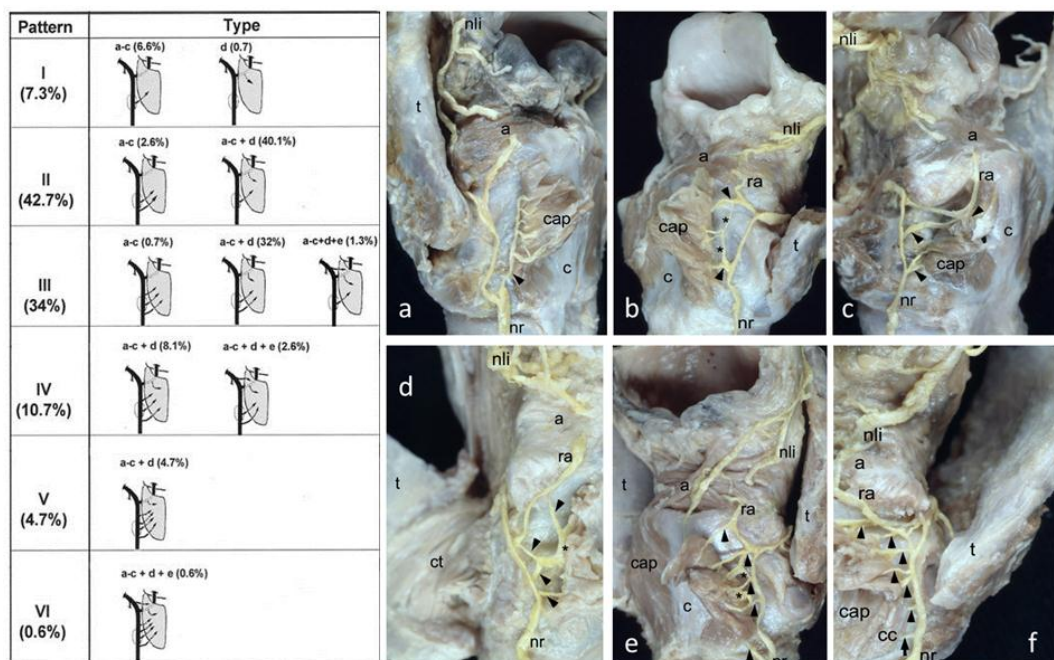 Pattern Type
I
(7.3%)
a-c (6.6%) d (0.7)
II
(42.7%)
a-c (2.6%) a-c + d (40.1%)
III
(34%)
a-c (0.7%) a-c + d (32%) a-c+d+e (1.3%)
IV
(10.7%)
a-c + d (8.1%) a-c + d + e (2.6%)
V
(4.7%)
a-c + d (4.7%)
VI
(0.6%)
a-c + d + e (0.6%)
nli
t
a
cap
c
a
nr
nli
a
ra
cap
*
*
t
c
b
nr
nli
a
ra
c
cap
c
nr
d
nli
a
ra
t
*
ct
nr
nli
t
a
ra
t
cap
c
**
e
nr
nli
a
ra
t
cap
cc
f
nr